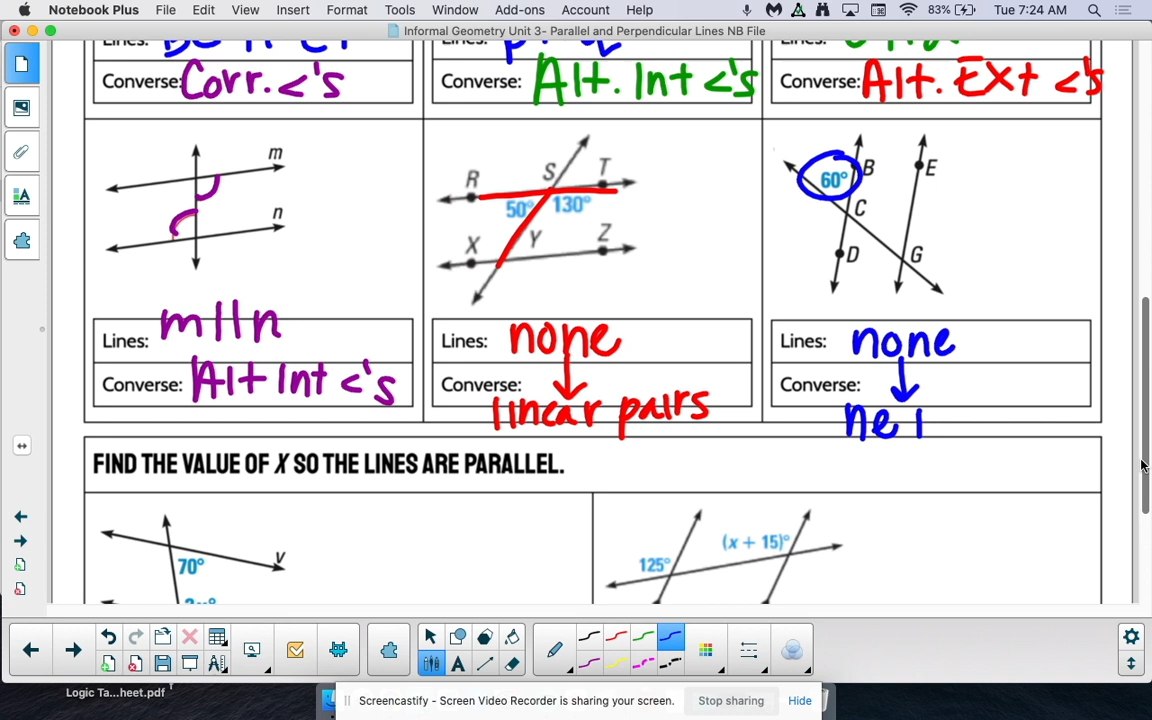 Notebook Plus File Edit View Insert Format Tools Window Add-ons Account Help 83% Tue 7:24 AM
Informal Geometry Unit 3- Parallel and Perpendicular Lines NB File
Lines: Lines: Lines:
Converse: Corr. <'s Converse: Alt. Int <'s Converse: Alt. Ext <'s
m
n
R S T
50° 130°
X Y Z
60° B E
C
D G
Lines: m||n Lines: none Lines: none
Converse: Alt Int <'s Converse: linear pairs Converse:
FIND THE VALUE OF X SO THE LINES ARE PARALLEL.
70° v
125° (x + 15)°
A
Logic Ta...heet.pdf
Screencastify - Screen Video Recorder is sharing your screen. Stop sharing Hide